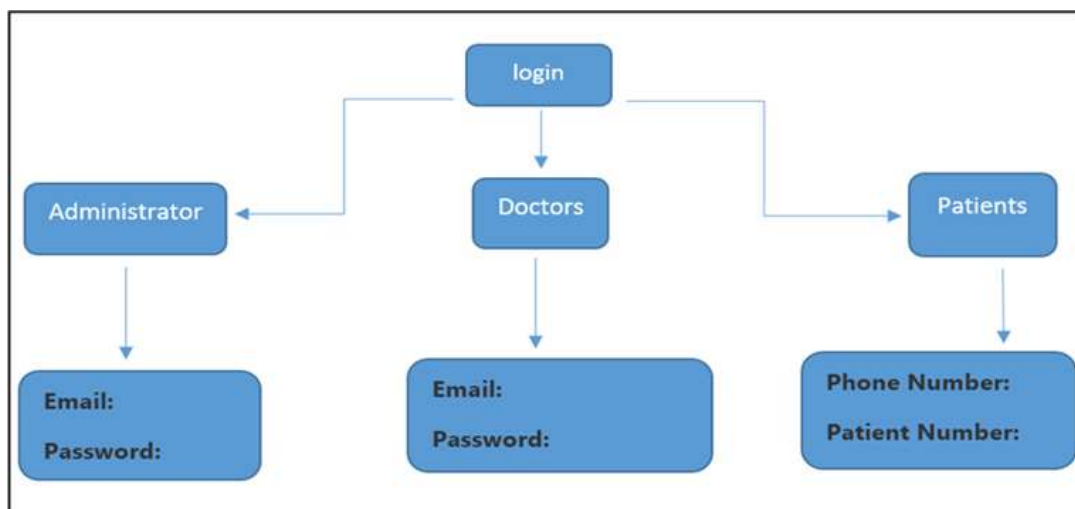 login
Administrator
Doctors
Patients
Email:
Password:
Email:
Password:
Phone Number:
Patient Number: